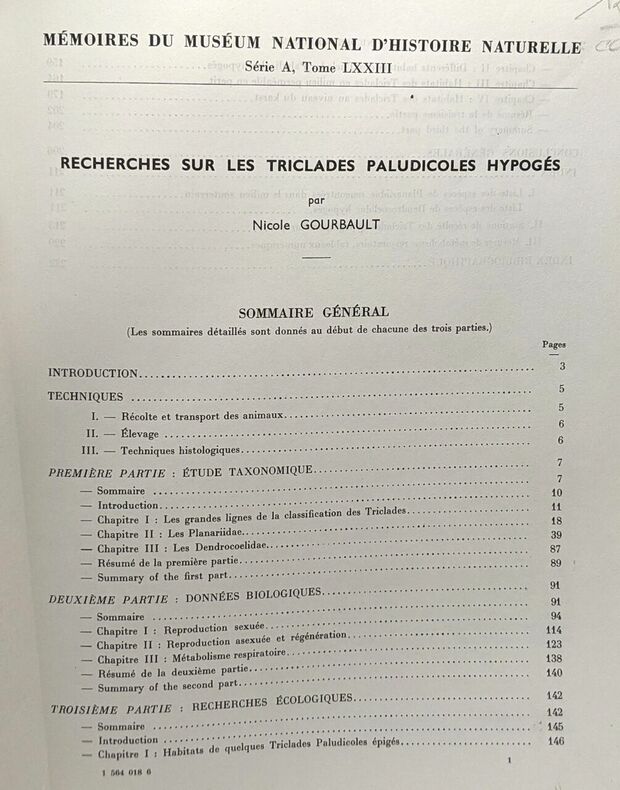 MÉMOIRES DU MUSÉUM NATIONAL D'HISTOIRE NATURELLE
Série A, Tome LXXIII
RECHERCHES SUR LES TRICLADES PALUDICOLES HYPOGÉS
par
Nicole GOURBAULT
SOMMAIRE GÉNÉRAL
(Les sommaires détaillés sont donnés au début de chacune des trois parties.)
Pages
INTRODUCTION 3
TECHNIQUES 5
I. — Récolte et transport des animaux 5
II. — Élevage 6
III. — Techniques histologiques 6
PREMIÈRE PARTIE : ÉTUDE TAXONOMIQUE 7
— Sommaire 7
— Introduction 10
— Chapitre I : Les grandes lignes de la classification des Triclades 11
— Chapitre II : Les Planariidae 18
— Chapitre III : Les Dendrocoelidae 39
— Résumé de la première partie 87
— Summary of the first part 89
DEUXIÈME PARTIE : DONNÉES BIOLOGIQUES 91
— Sommaire 91
— Chapitre I : Reproduction sexuée 94
— Chapitre II : Reproduction asexuée et régénération 114
— Chapitre III : Métabolisme respiratoire 123
— Résumé de la deuxième partie 138
— Summary of the second part 140
TROISIÈME PARTIE : RECHERCHES ÉCOLOGIQUES 142
— Sommaire 142
— Introduction 145
— Chapitre I : Habitats de quelques Triclades Paludicoles épigés 146
1 564 018 6
1